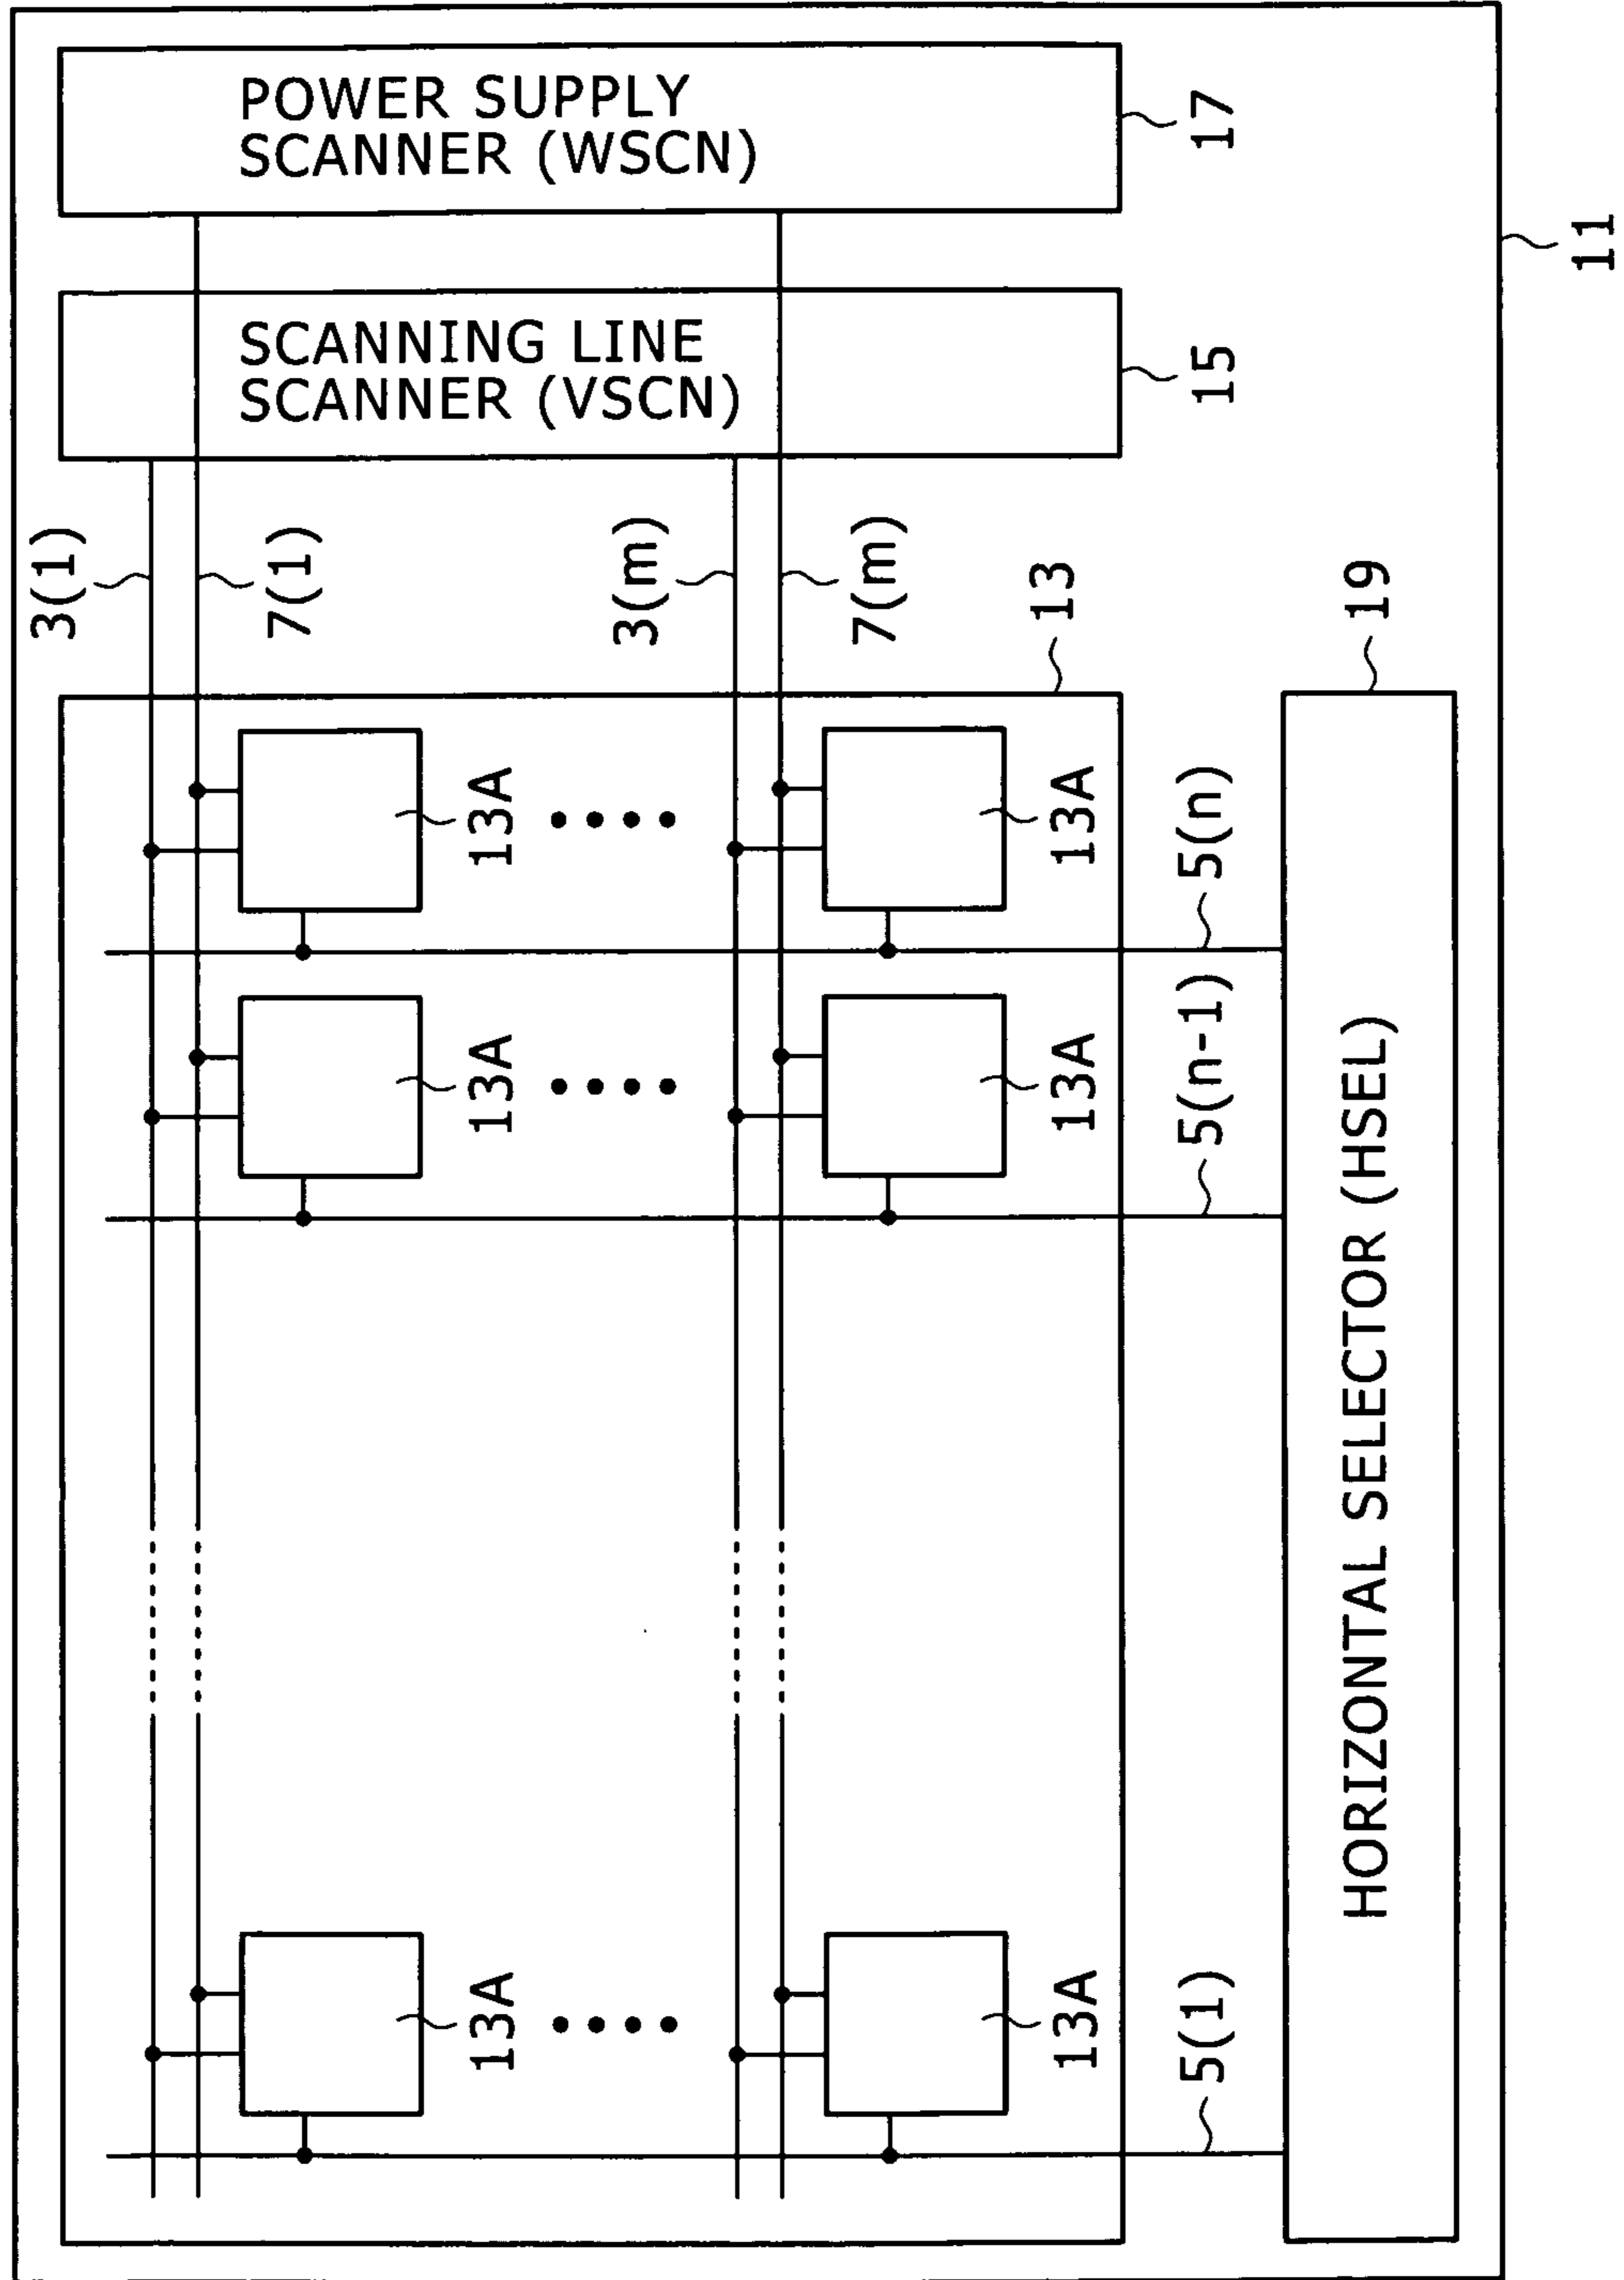 POWER SUPPLY
SCANNER (WSCN)
17
11
SCANNING LINE
SCANNER (VSCN)
15
3(1)
7(1)
3(m)
7(m)
13
19
13A
13A
5(n)
13A
13A
5(n-1)
HORIZONTAL SELECTOR (HSEL)
13A
13A
5(1)